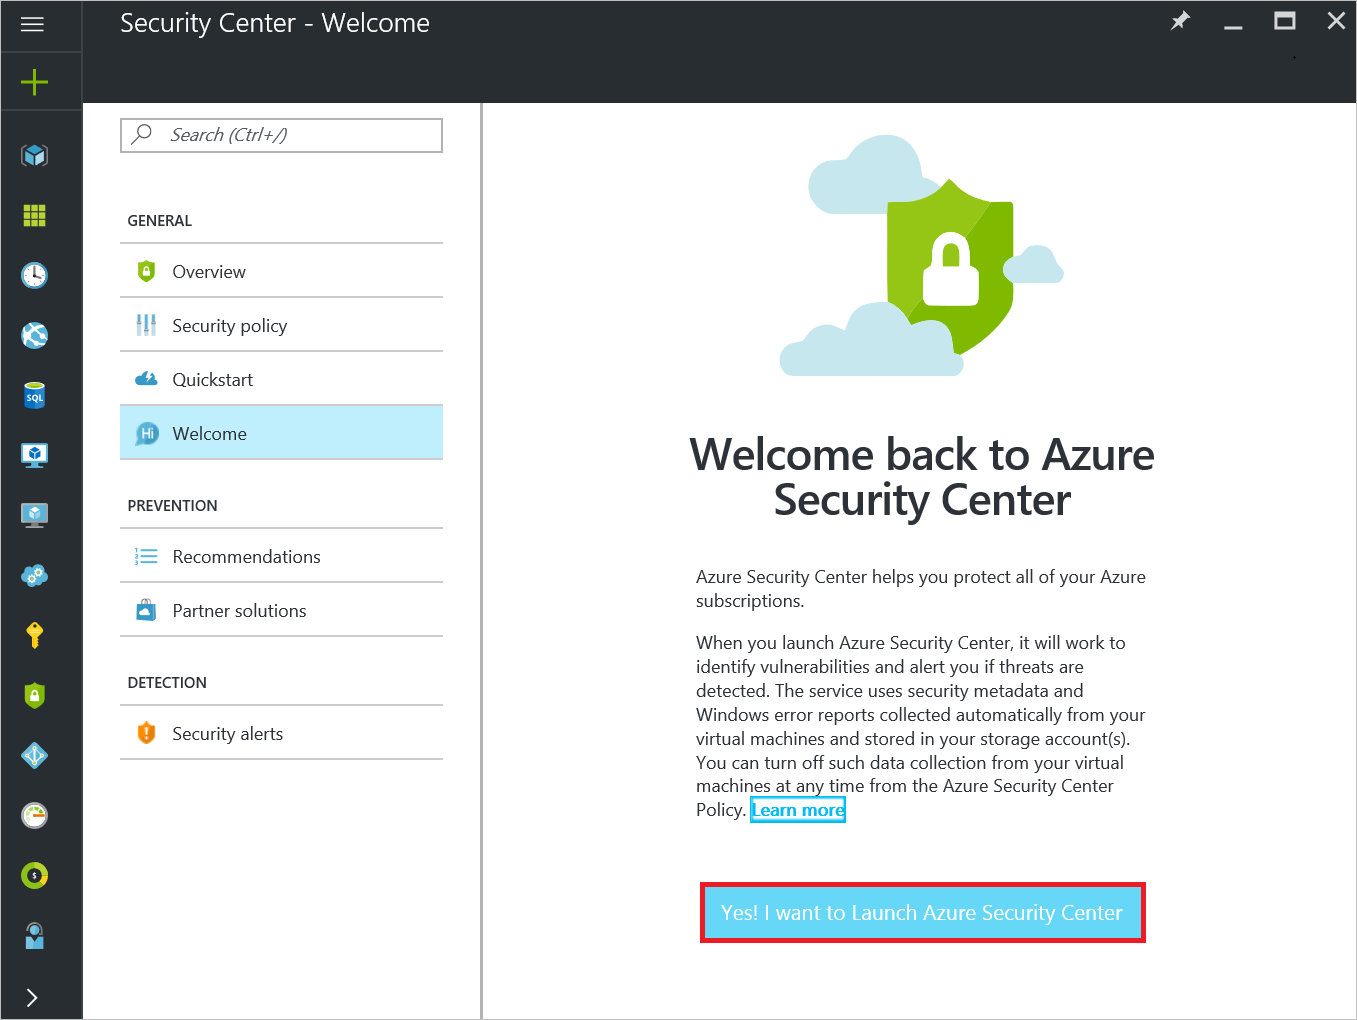 Security Center - Welcome
Search (Ctrl+/)
GENERAL
Overview
Security policy
Quickstart
Hi
Welcome
PREVENTION
Recommendations
Partner solutions
DETECTION
Security alerts
SQL
$
Welcome back to Azure
Security Center
Azure Security Center helps you protect all of your Azure
subscriptions.
When you launch Azure Security Center, it will work to
identify vulnerabilities and alert you if threats are
detected. The service uses security metadata and
Windows error reports collected automatically from your
virtual machines and stored in your storage account(s).
You can turn off such data collection from your virtual
machines at any time from the Azure Security Center
Policy. Learn more
Yes! I want to Launch Azure Security Center